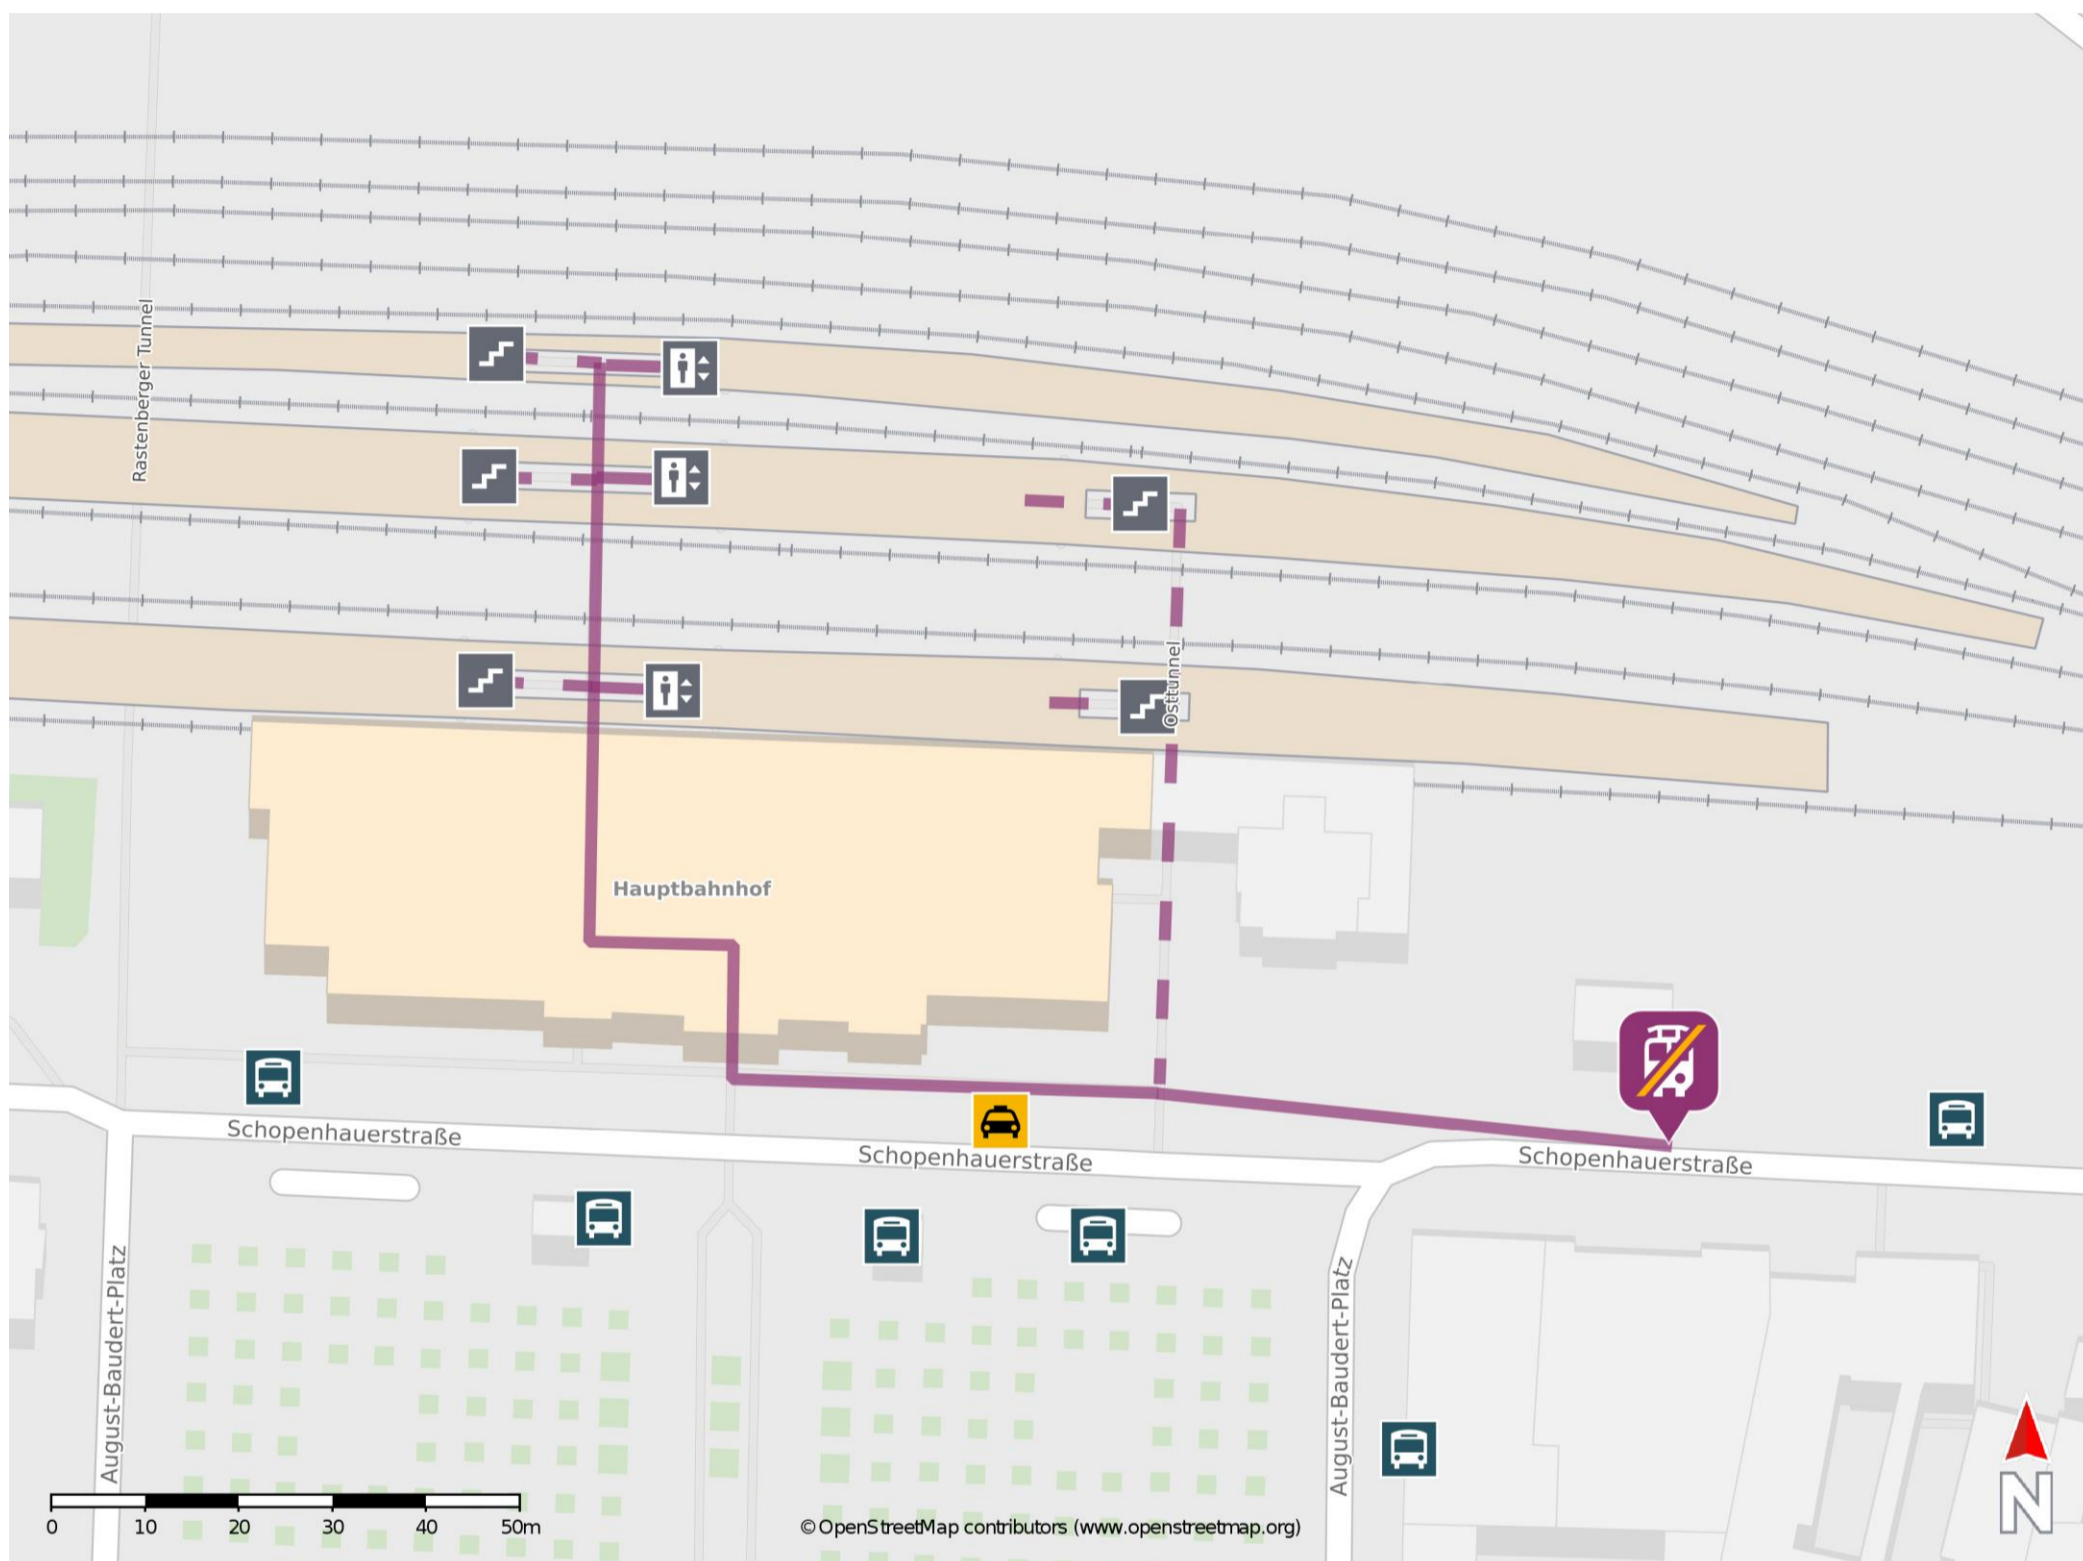 Rastenberger Tunnel
Osttunnel
Hauptbahnhof
Schopenhauerstraße
Schopenhauerstraße
Schopenhauerstraße
August-Baudert-Platz
August-Baudert-Platz
N
0 10 20 30 40 50m
© OpenStreetMap contributors (www.openstreetmap.org)